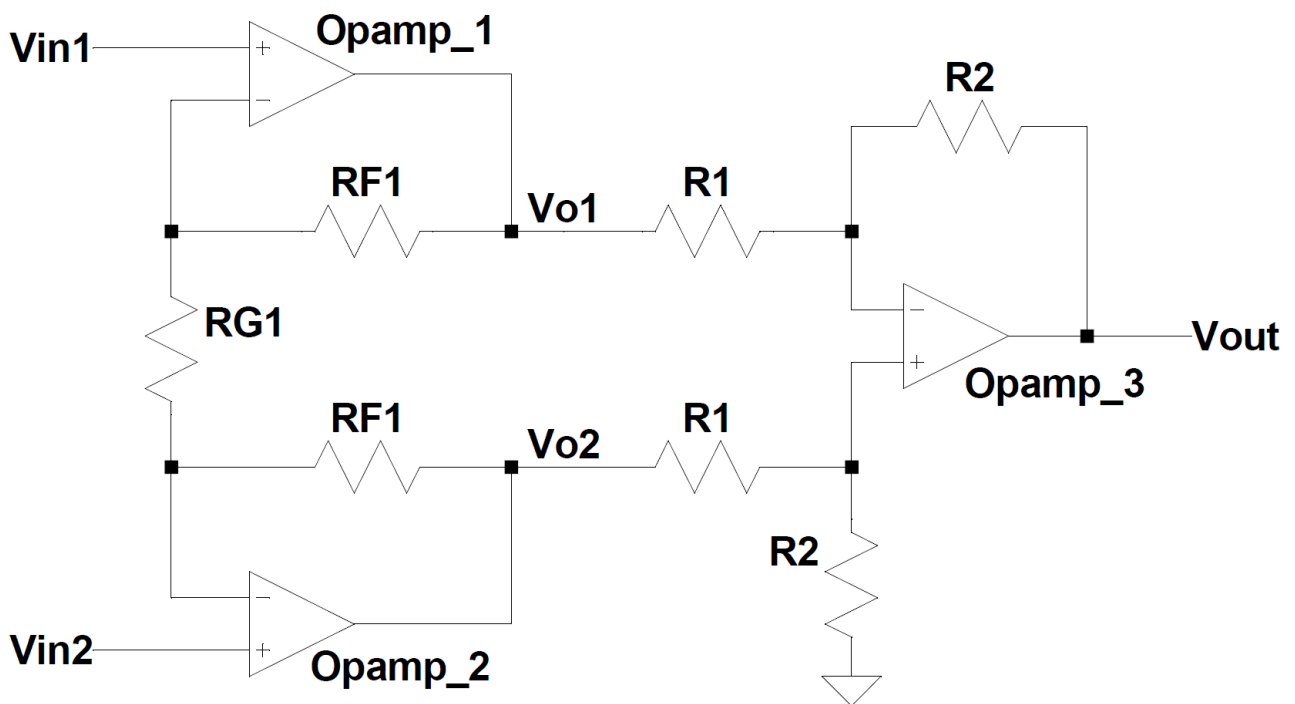 Vin1
Opamp_1
R2
RF1
Vo1
R1
RG1
Vout
Opamp_3
RF1
Vo2
R1
R2
Vin2
Opamp_2